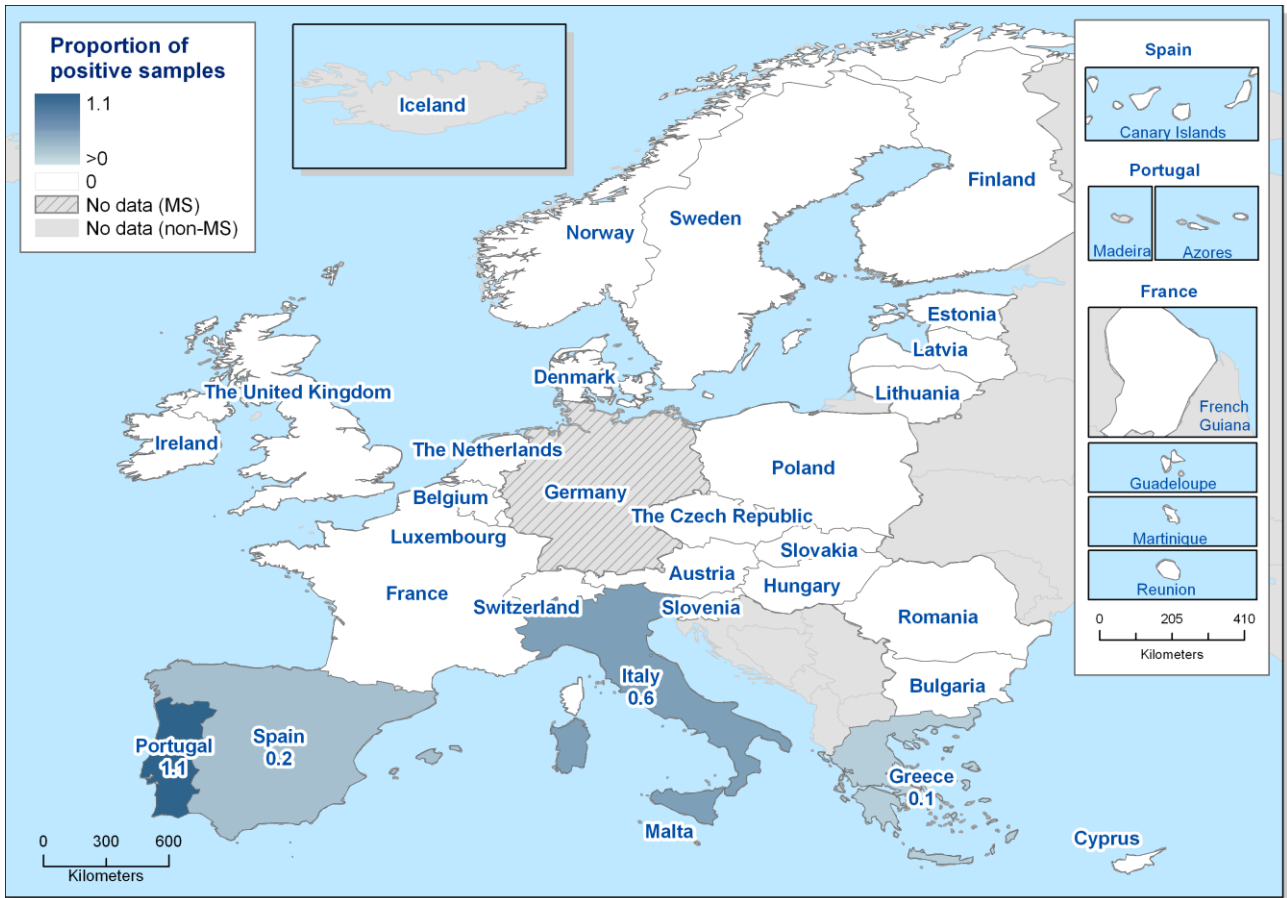 Proportion of
positive samples
1.1
>0
0
No data (MS)
No data (non-MS)
Iceland
Spain
Canary Islands
Portugal
Madeira
Azores
France
French
Guiana
Guadeloupe
Martinique
Reunion
0 205 410
Kilometers
Finland
Norway
Sweden
Estonia
Latvia
Lithuania
Denmark
The United Kingdom
Ireland
The Netherlands
Belgium
Germany
Poland
The Czech Republic
Luxembourg
Slovakia
Austria
Hungary
France
Switzerland
Slovenia
Romania
Bulgaria
Italy
0.6
Portugal
1.1
Spain
0.2
Greece
0.1
Malta
Cyprus
0 300 600
Kilometers